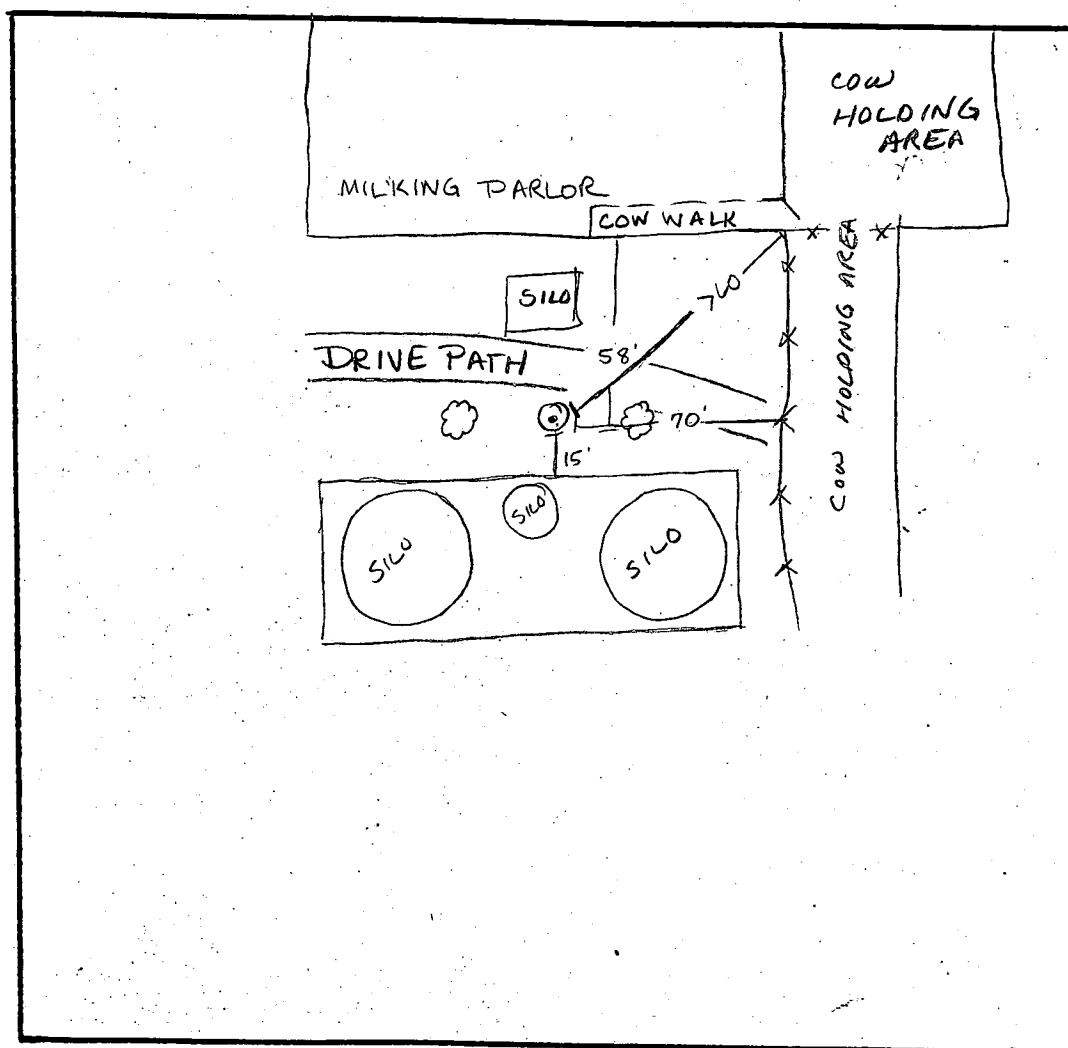 COW
HOLDING
AREA
MILKING PARLOR
COW WALK
COW HOLDING AREA
SILO
DRIVE PATH
58'
70'
15'
SILO
SILO
SILO